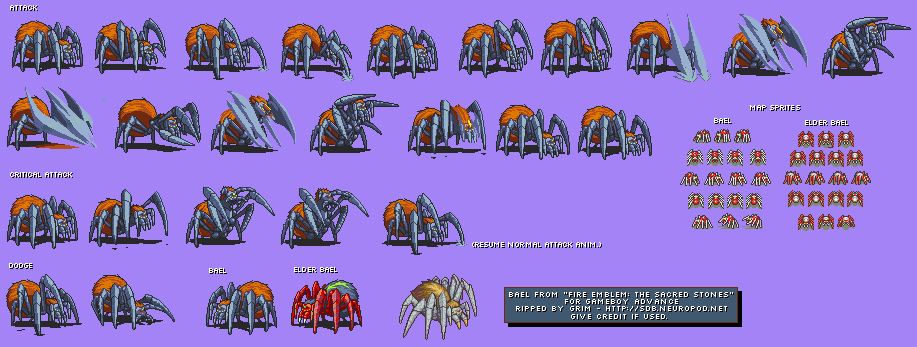 ATTACK
MAP SPRITES
BAEL
ELDER BAEL
CRITICAL ATTACK
(RESUME NORMAL ATTACK ANIM.)
DODGE
BAEL
ELDER BAEL
BAEL FROM "FIRE EMBLEM: THE SACRED STONES"
FOR GAMEBOY ADVANCE
RIPPED BY GRIM - HTTP://SDB.NEUROPOD.NET
GIVE CREDIT IF USED.